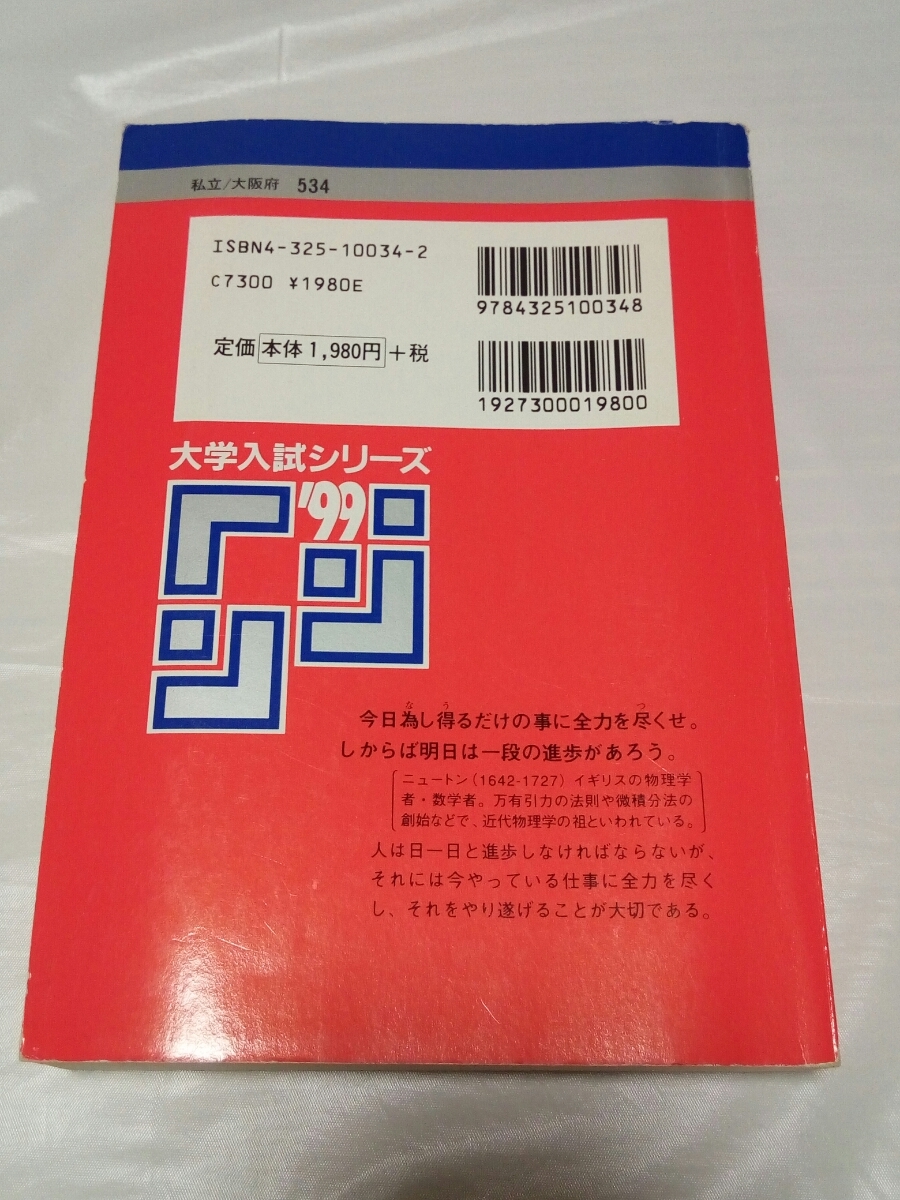 私立/大阪府 534
ISBN4-325-10034-2
C7300 ¥1980E
定価本体1,980円+税
9784325100348
1927300019800
大学入試シリーズ
'99
今日為し得るだけの事に全力を尽くせ。
しからば明日は一段の進歩があろう。
ニュートン(1642-1727)イギリスの物理学
者・数学者。万有引力の法則や微積分法の
創始などで、近代物理学の祖といわれている。
人は日一日と進歩しなければならないが、
それには今やっている仕事に全力を尽く
し、それをやり遂げることが大切である。